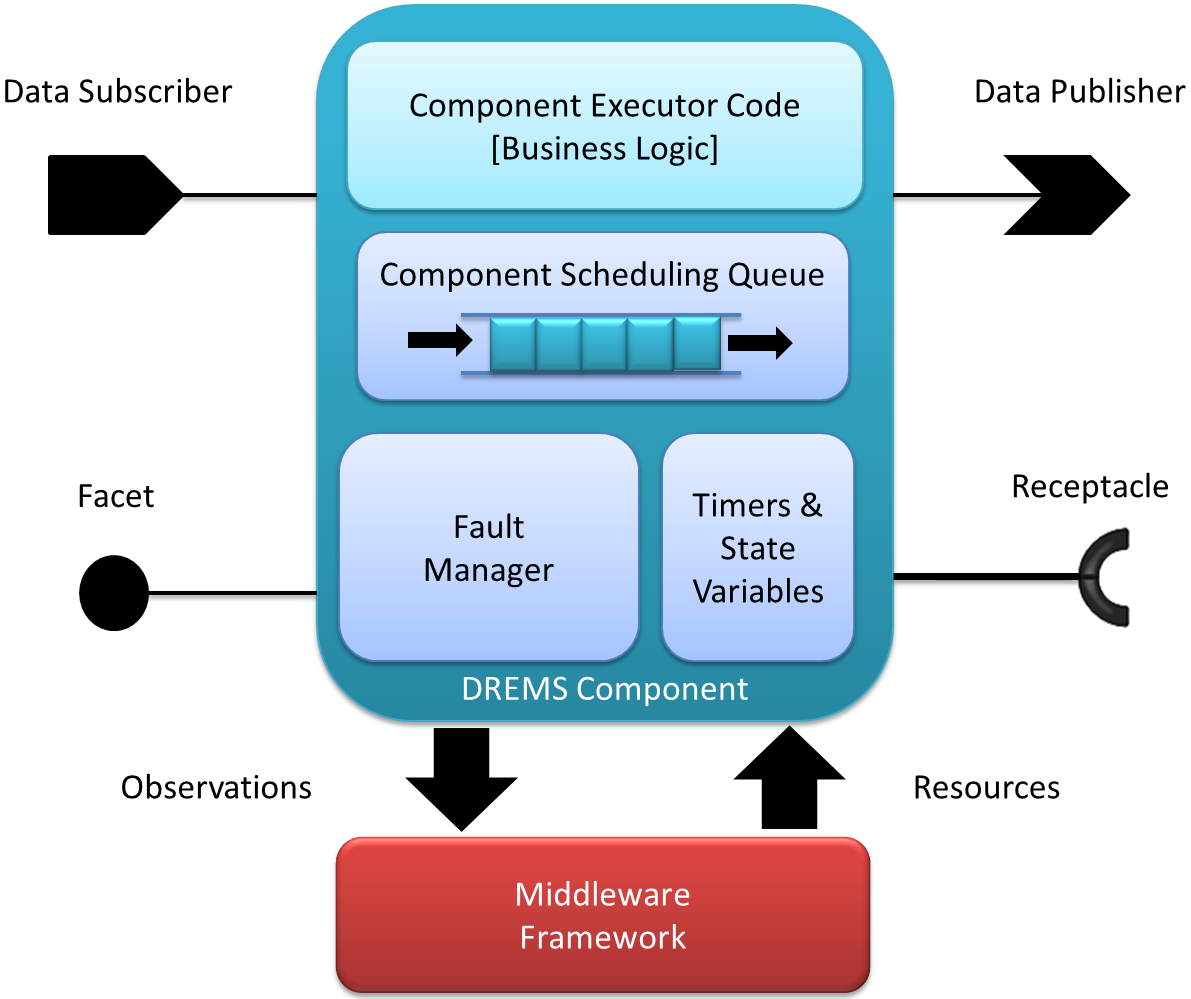 Data Subscriber
Component Executor Code
[Business Logic]
Data Publisher
Component Scheduling Queue
Facet
Fault
Manager
Timers &
State
Variables
Receptacle
DREMS Component
Observations
Resources
Middleware
Framework